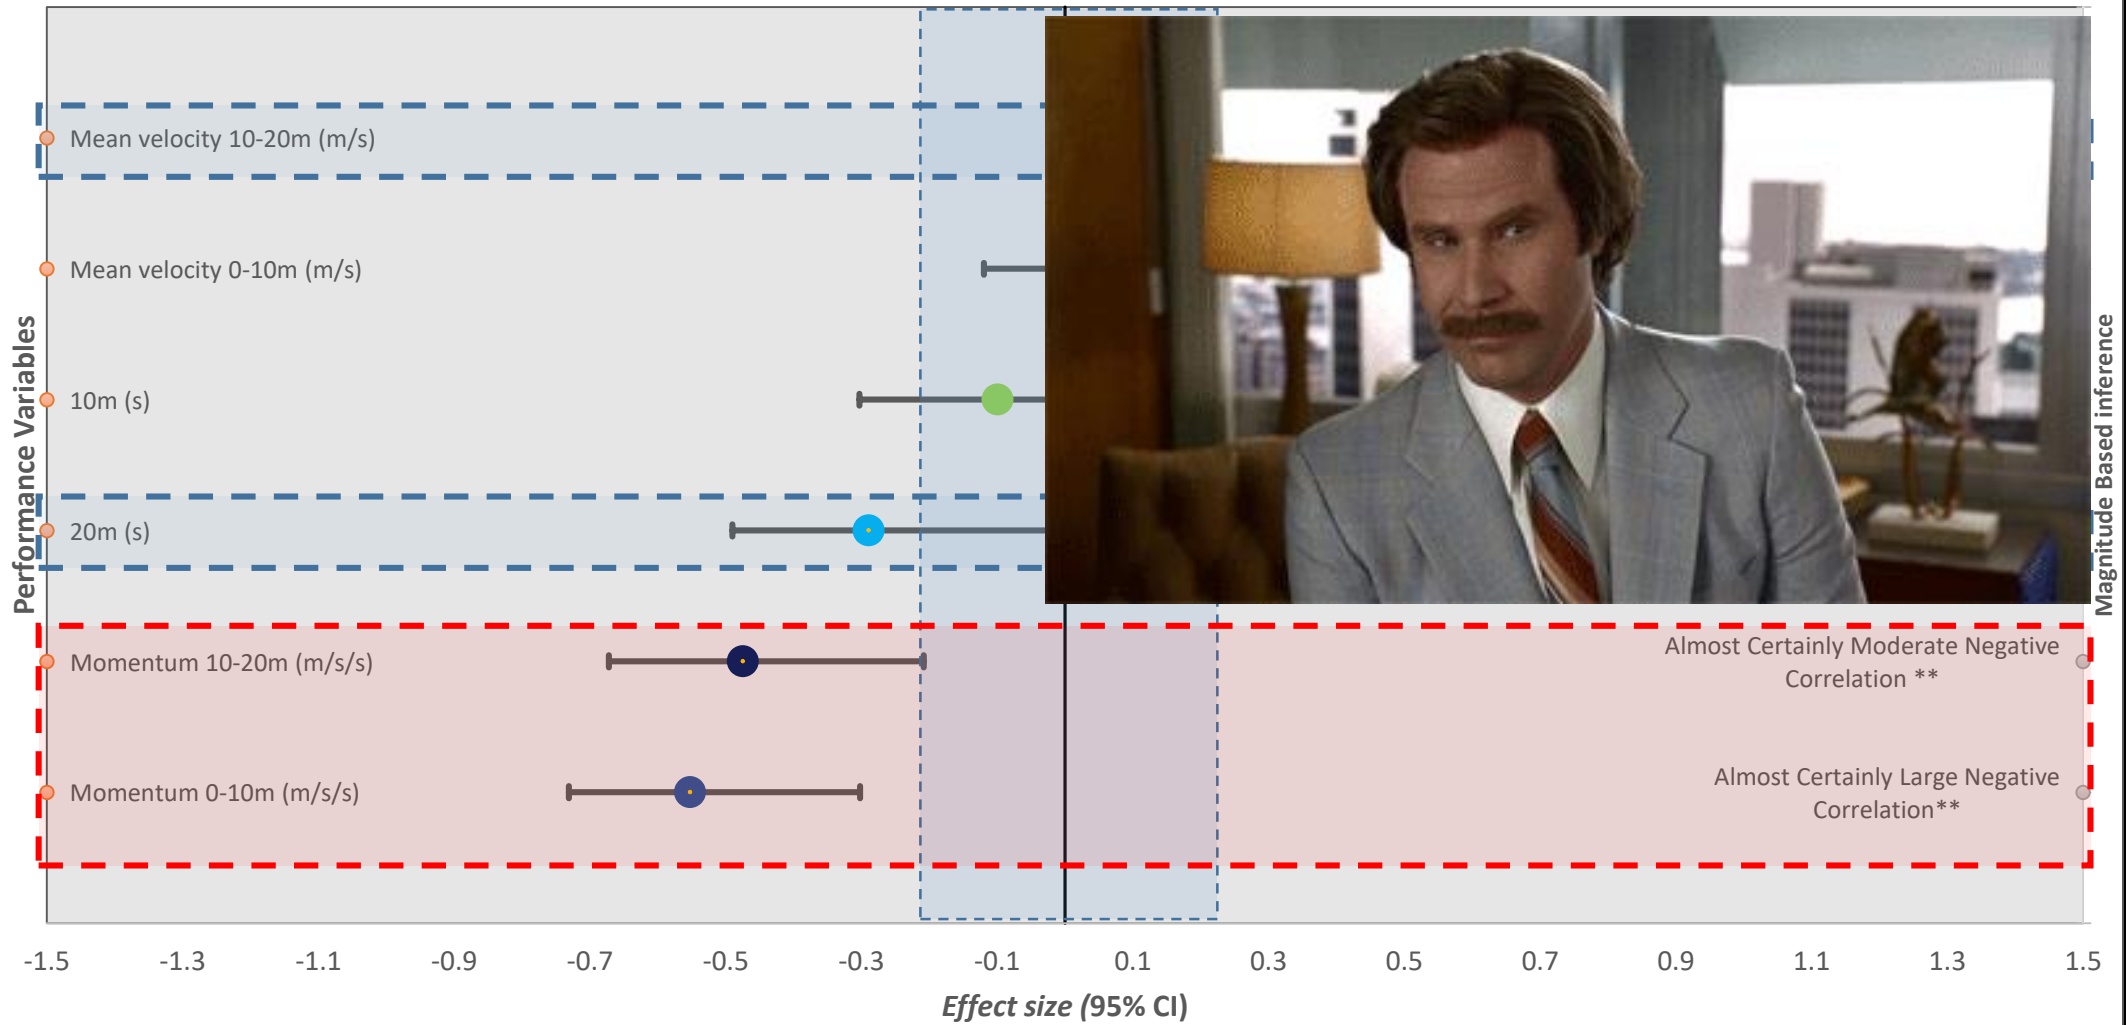 Performance Variables
Mean velocity 10-20m (m/s)
Mean velocity 0-10m (m/s)
10m (s)
20m (s)
Momentum 10-20m (m/s/s)
Momentum 0-10m (m/s/s)
Almost Certainly Moderate Negative
Correlation **
Almost Certainly Large Negative
Correlation**
Magnitude Based inference
-1.5 -1.3 -1.1 -0.9 -0.7 -0.5 -0.3 -0.1 0.1 0.3 0.5 0.7 0.9 1.1 1.3 1.5
Effect size (95% CI)